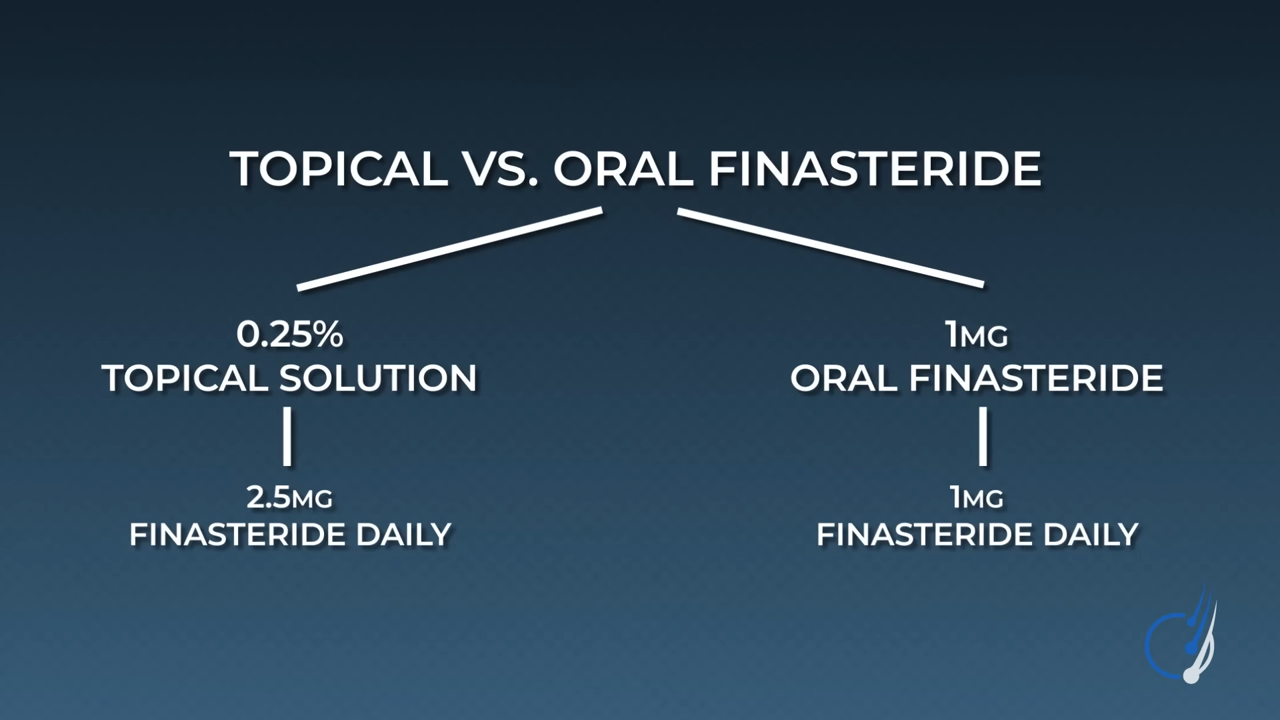 TOPICAL VS. ORAL FINASTERIDE
0.25%
TOPICAL SOLUTION
2.5MG
FINASTERIDE DAILY
1MG
ORAL FINASTERIDE
1MG
FINASTERIDE DAILY